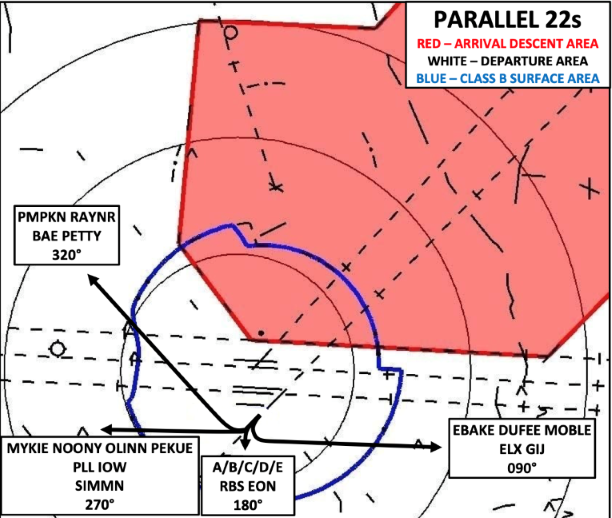 PARALLEL 22s
RED – ARRIVAL DESCENT AREA
WHITE – DEPARTURE AREA
BLUE – CLASS B SURFACE AREA
PMPKN RAYNR
BAE PETTY
320°
MYKIE NOONY OLINN PEKUE
PLL IOW
SIMMN
270°
A/B/C/D/E
RBS EON
180°
EBAKE DUFEE MOBLE
ELX GIJ
090°